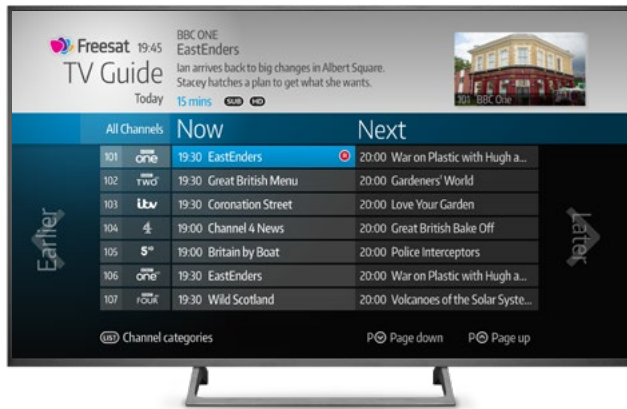 Freesat 19:45
TV Guide
Today
BBC ONE
EastEnders
Ian arrives back to big changes in Albert Square.
Stacey hatches a plan to get what she wants.
15 mins SUB HD
101 BBC One
All Channels Now Next
101 one 19:30 EastEnders 20:00 War on Plastic with Hugh a...
102 TWO 19:30 Great British Menu 20:00 Gardeners' World
103 itv 19:30 Coronation Street 20:00 Love Your Garden
104 4 19:00 Channel 4 News 20:00 Great British Bake Off
105 5 19:00 Britain by Boat 20:00 Police Interceptors
106 one 19:30 EastEnders 20:00 War on Plastic with Hugh a...
107 FOUR 19:30 Wild Scotland 20:00 Volcanoes of the Solar Syste...
Earlier
Later
LIST Channel categories P Page down P Page up